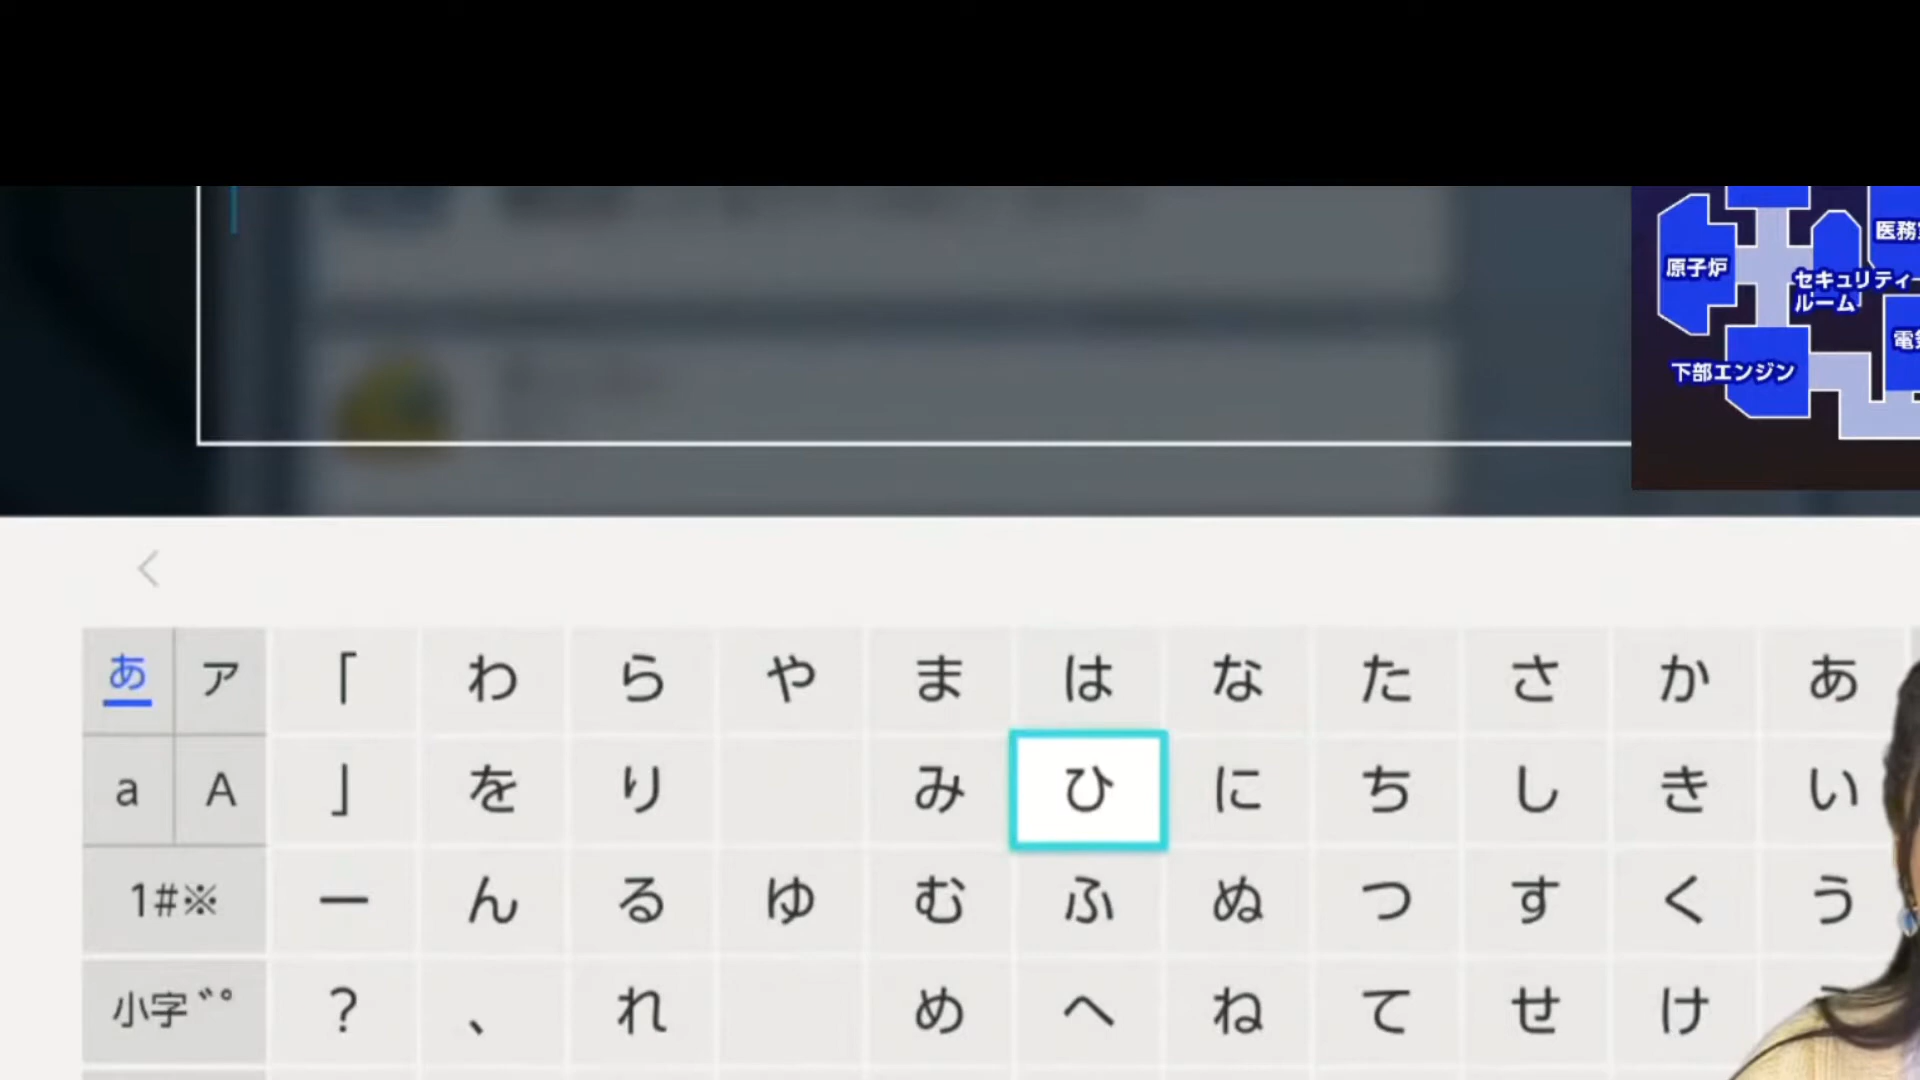 医務
原子炉
セキュリティー
ルーム
電
下部エンジン
あ ア 「 わ ら や ま は な た さ か あ
a A 」 を り み ひ に ち し き い
1#※ ー ん る ゆ む ふ ぬ つ す く う
小字 ゛゜ ? 、 れ め へ ね て せ け